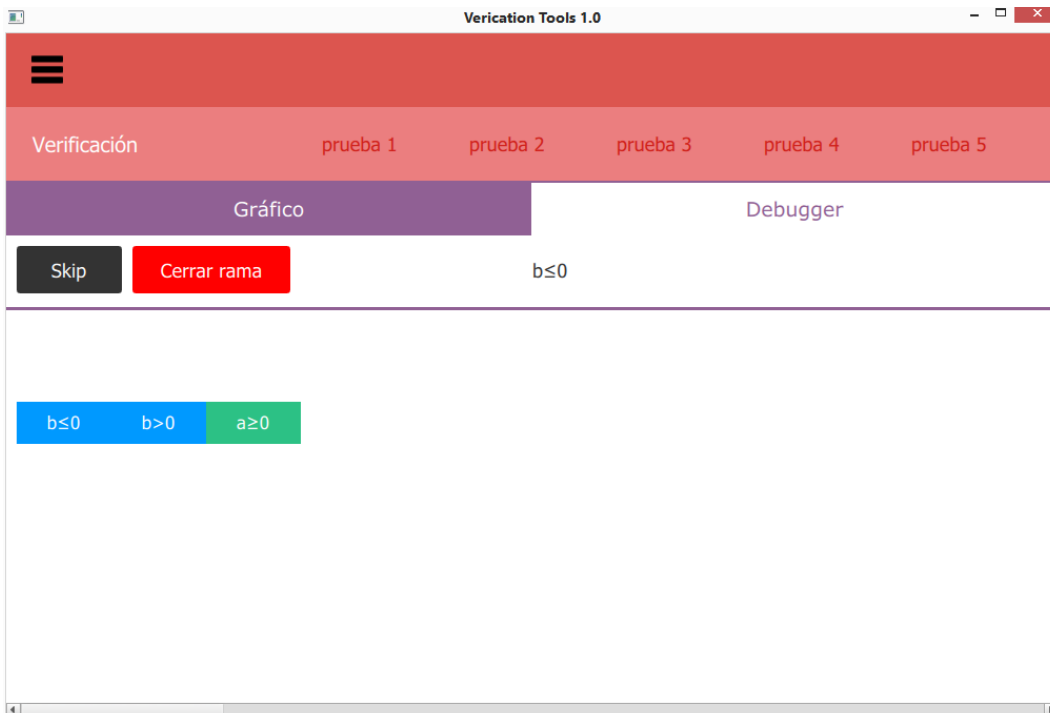 Verication Tools 1.0
Verificación prueba 1 prueba 2 prueba 3 prueba 4 prueba 5
Gráfico Debugger
Skip Cerrar rama b≤0
b≤0 b>0 a≥0